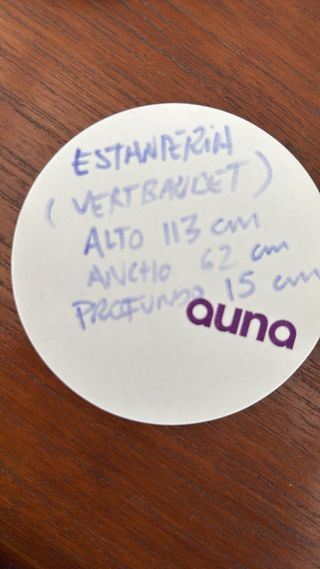 ESTANTERIA
( VERTBAUDET )
ALTO 113 cm
ANCHO 62 cm
PROFUNDO 15 cm
auna